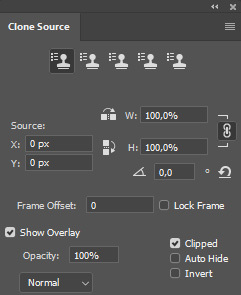 Clone Source
W: 100,0%
Source:
X: 0 px
Y: 0 px
H: 100,0%
0,0 °
Frame Offset: 0 Lock Frame
Show Overlay
Opacity: 100%
Normal
Clipped
Auto Hide
Invert